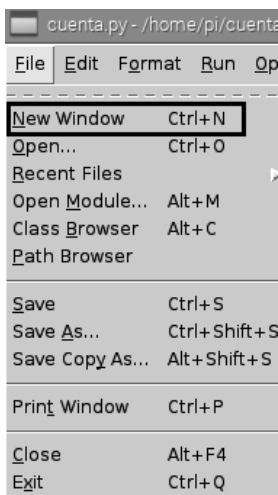 cuenta.py - /home/pi/cuenta
File Edit Format Run Op
New Window Ctrl+N
Open... Ctrl+O
Recent Files
Open Module... Alt+M
Class Browser Alt+C
Path Browser
Save Ctrl+S
Save As... Ctrl+Shift+S
Save Copy As... Alt+Shift+S
Print Window Ctrl+P
Close Alt+F4
Exit Ctrl+Q